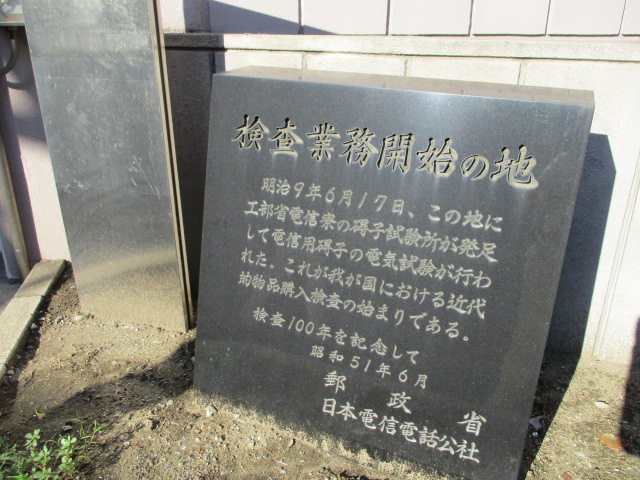 検査業務開始の地
明治9年6月17日、この地に
工部省電信寮の碍子試験所が発足
して電信用碍子の電気試験が行わ
れた。これが我が国における近代
的物品購入検査の始まりである。
検査100年を記念して
昭和51年6月
郵政省
日本電信電話公社